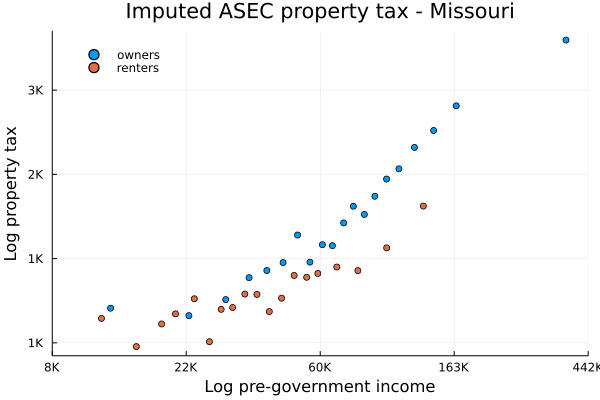 Imputed ASEC property tax - Missouri
owners
renters
3K
2K
1K
1K
Log property tax
8K 22K 60K 163K 442K
Log pre-government income